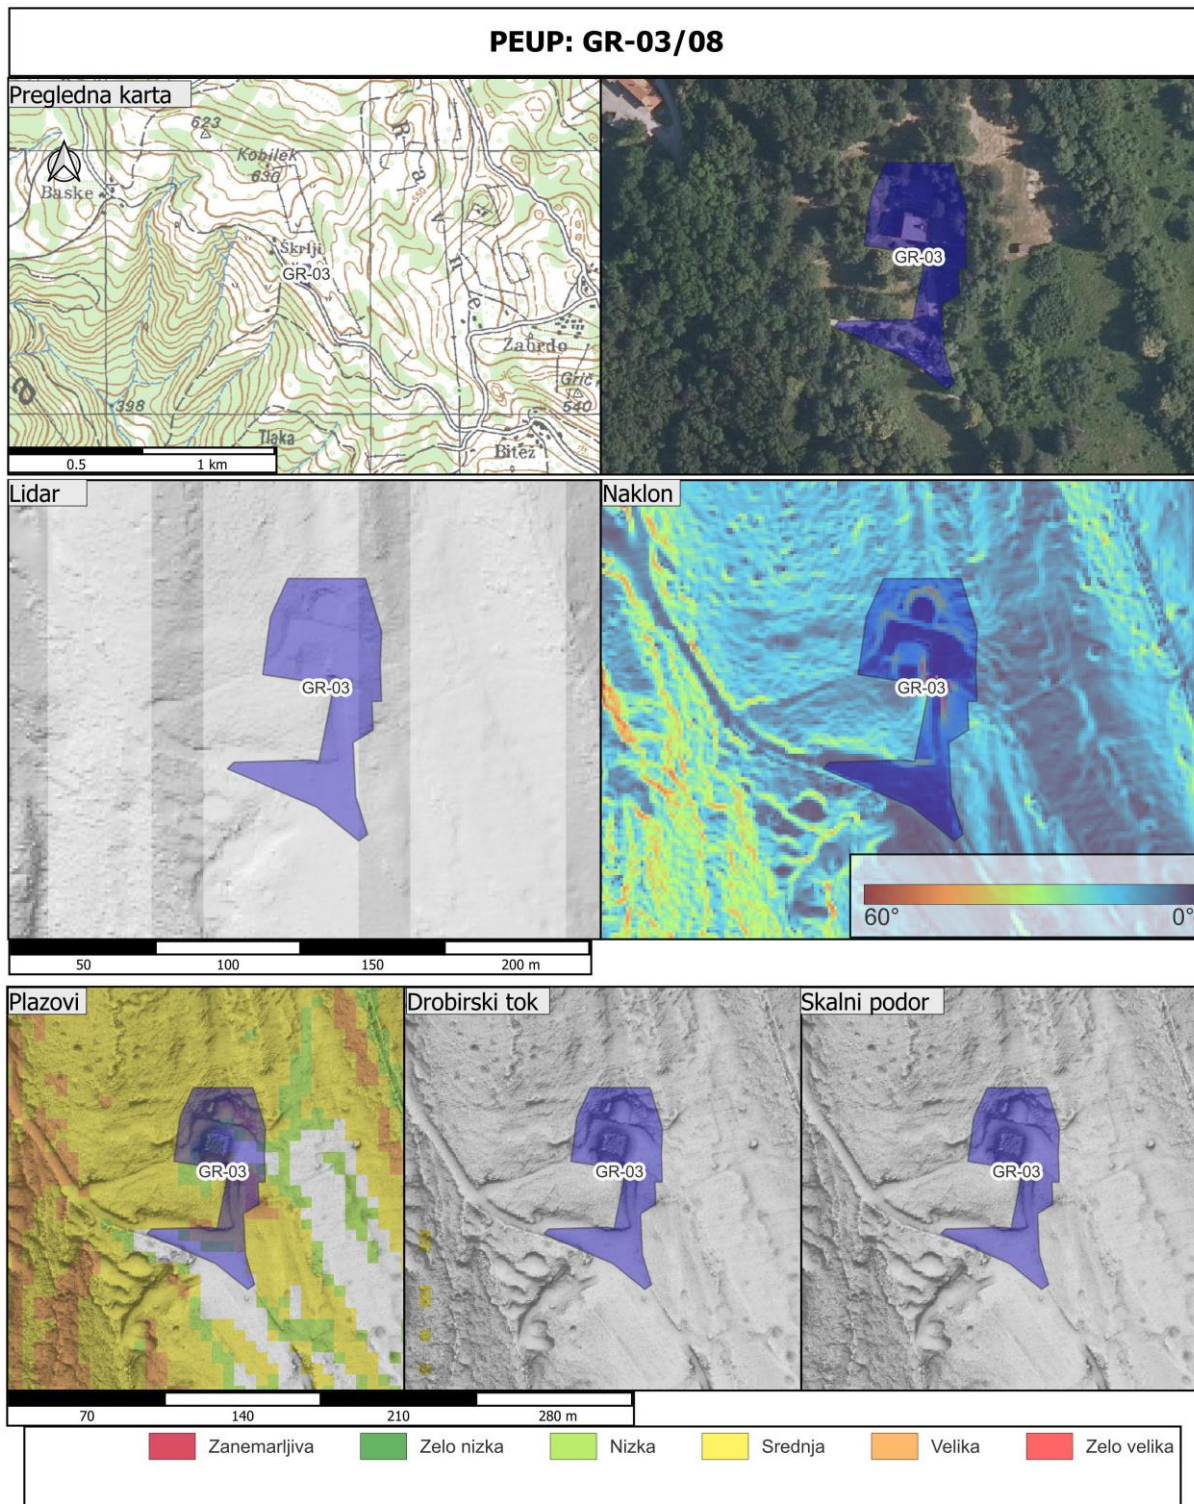 PEUP: GR-03/08
Pregledna karta
623
Kobilek
630
Baske
Škrlji
GR-03
R a v n e
550
Zabrdo
Grič
540
398
Tlaka
Bitež
0.5 1 km
GR-03
Lidar
GR-03
50 100 150 200 m
Naklon
GR-03
60° 0°
Plazovi
GR-03
Drobirski tok
GR-03
Skalni podor
GR-03
70 140 210 280 m
Zanemarljiva Zelo nizka Nizka Srednja Velika Zelo velika